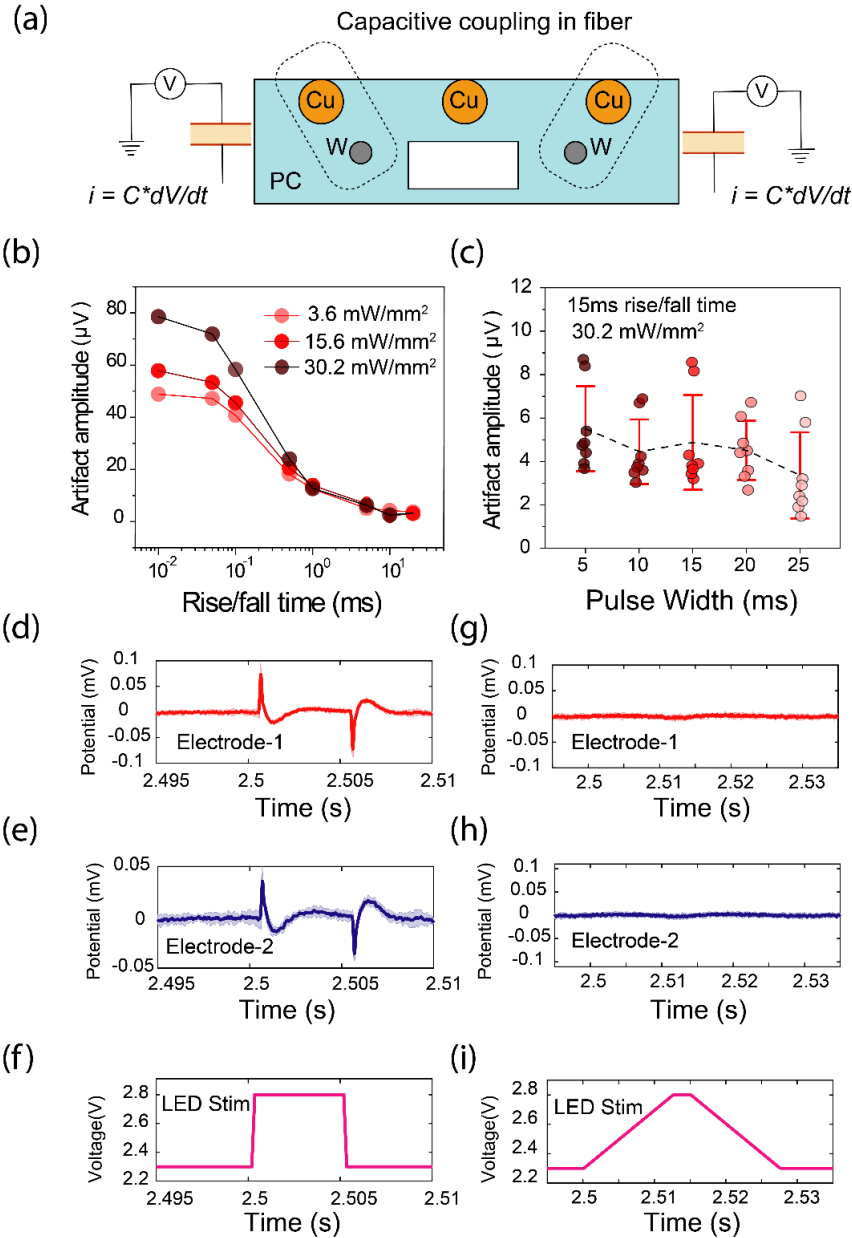 (a)
Capacitive coupling in fiber
V
Cu
Cu
Cu
V
W
W
PC
i = C*dV/dt
i = C*dV/dt
(b)
Artifact amplitude (µV)
80
60
40
20
0
3.6 mW/mm²
15.6 mW/mm²
30.2 mW/mm²
10⁻² 10⁻¹ 10⁰ 10¹
Rise/fall time (ms)
(c)
Artifact amplitude (µV)
12
10
8
6
4
2
0
15ms rise/fall time
30.2 mW/mm²
5 10 15 20 25
Pulse Width (ms)
(d)
Potential (mV)
0.1
0.05
0
-0.05
-0.1
Electrode-1
2.495 2.5 2.505 2.51
Time (s)
(g)
Potential (mV)
0.1
0.05
0
-0.05
-0.1
Electrode-1
2.5 2.51 2.52 2.53
Time (s)
(e)
Potential (mV)
0.05
0
-0.05
Electrode-2
2.495 2.5 2.505 2.51
Time (s)
(h)
Potential (mV)
0.1
0.05
0
-0.05
-0.1
Electrode-2
2.5 2.51 2.52 2.53
Time (s)
(f)
Voltage(V)
2.8
2.6
2.4
2.2
LED Stim
2.495 2.5 2.505 2.51
Time (s)
(i)
Voltage(V)
2.8
2.6
2.4
2.2
LED Stim
2.5 2.51 2.52 2.53
Time (s)